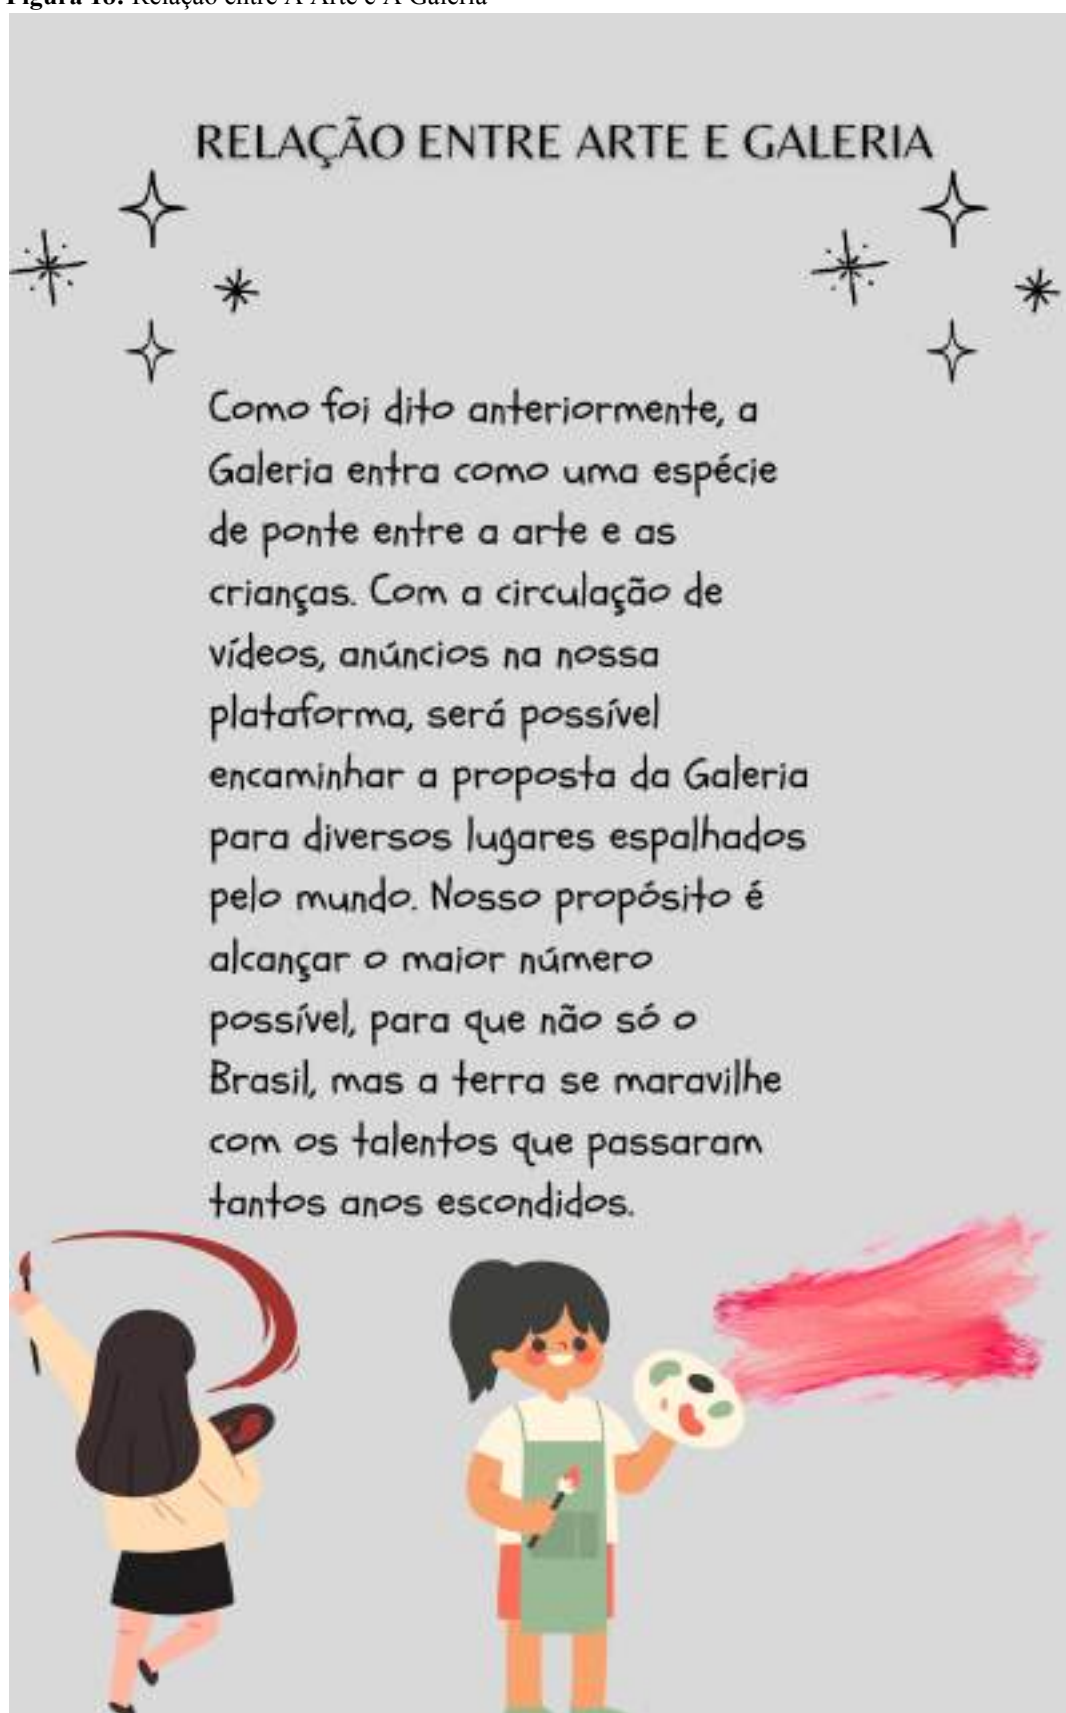 Figura 18: Relação entre A Arte e A Galeria
RELAÇÃO ENTRE ARTE E GALERIA
Como foi dito anteriormente, a
Galeria entra como uma espécie
de ponte entre a arte e as
crianças. Com a circulação de
vídeos, anúncios na nossa
plataforma, será possível
encaminhar a proposta da Galeria
para diversos lugares espalhados
pelo mundo. Nosso propósito é
alcançar o maior número
possível, para que não só o
Brasil, mas a terra se maravilhe
com os talentos que passaram
tantos anos escondidos.